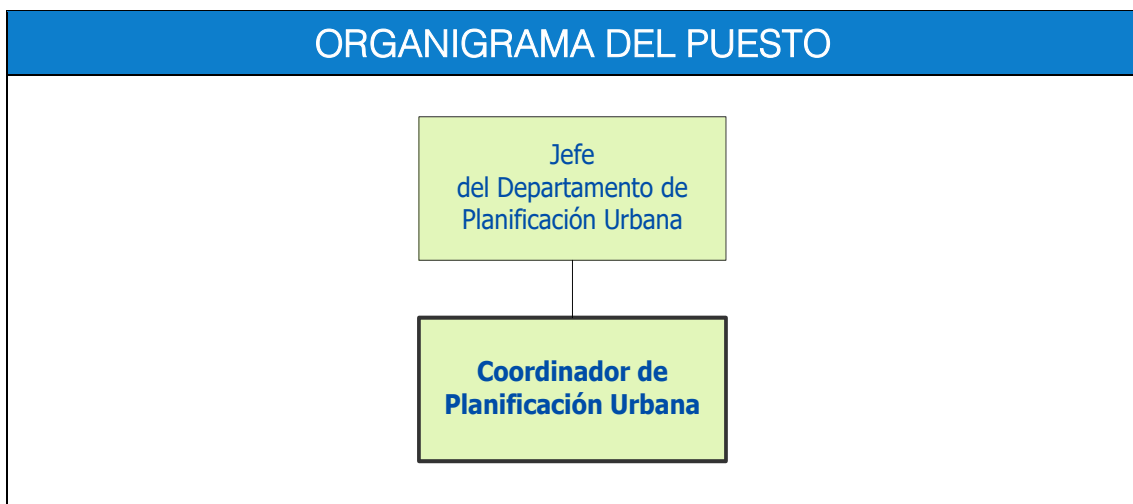 ORGANIGRAMA DEL PUESTO
Jefe
del Departamento de
Planificación Urbana
Coordinador de
Planificación Urbana